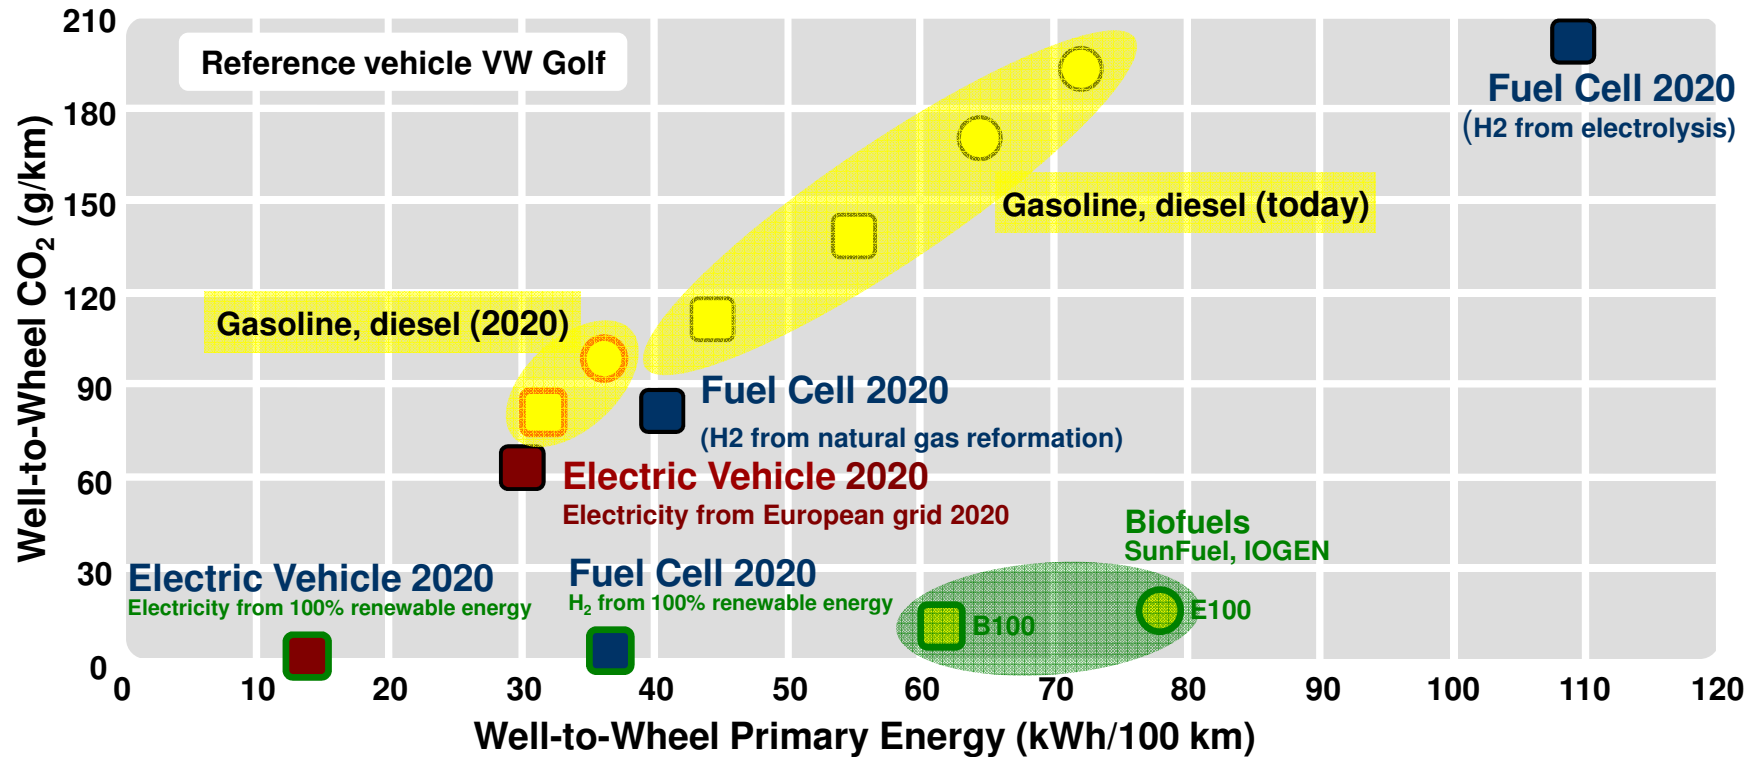 210
180
150
120
90
60
30
0
Well-to-Wheel CO₂ (g/km)
Reference vehicle VW Golf
Fuel Cell 2020
(H2 from electrolysis)
Gasoline, diesel (today)
Gasoline, diesel (2020)
Fuel Cell 2020
(H2 from natural gas reformation)
Electric Vehicle 2020
Electricity from European grid 2020
Biofuels
SunFuel, IOGEN
Electric Vehicle 2020
Electricity from 100% renewable energy
Fuel Cell 2020
H₂ from 100% renewable energy
B100
E100
0 10 20 30 40 50 60 70 80 90 100 110 120
Well-to-Wheel Primary Energy (kWh/100 km)